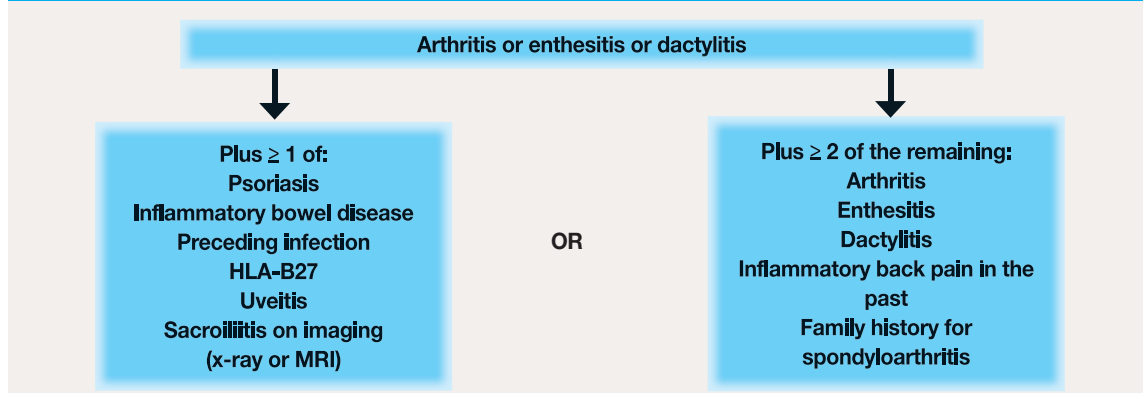 Arthritis or enthesitis or dactylitis
Plus ≥ 1 of:
Psoriasis
Inflammatory bowel disease
Preceding infection
HLA-B27
Uveitis
Sacroiliitis on imaging
(x-ray or MRI)
OR
Plus ≥ 2 of the remaining:
Arthritis
Enthesitis
Dactylitis
Inflammatory back pain in the
past
Family history for
spondyloarthritis